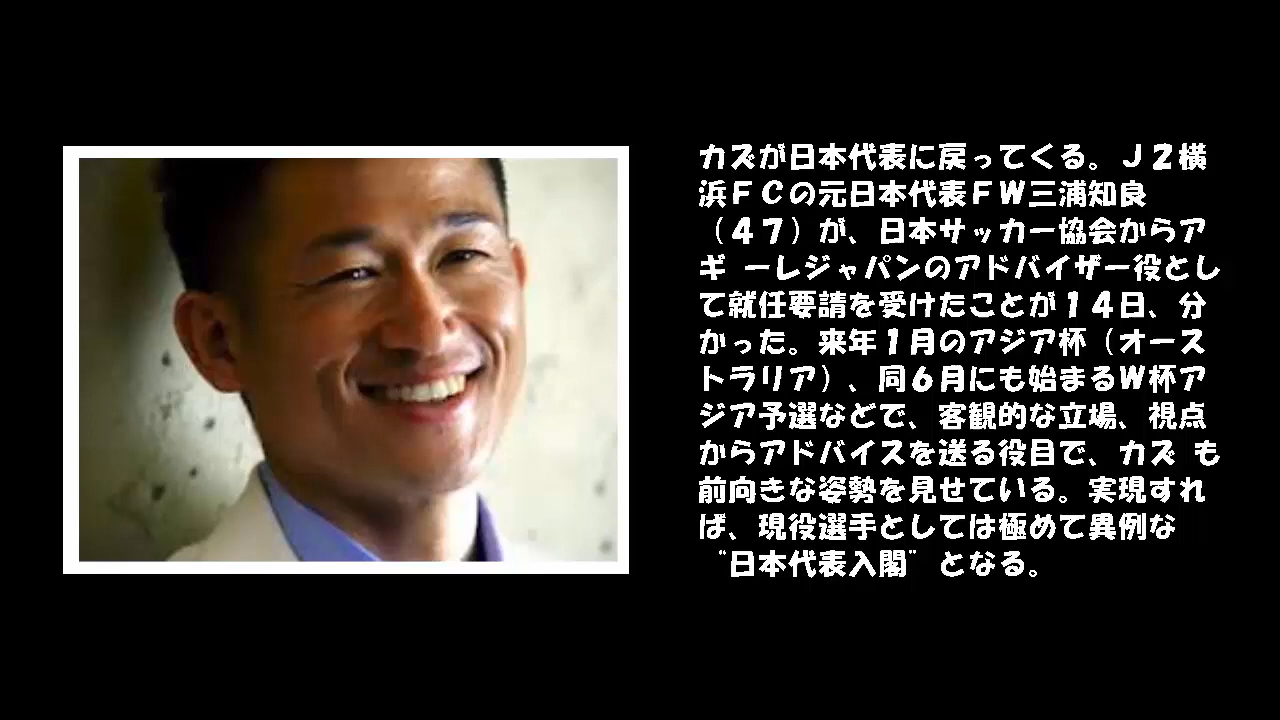 カズが日本代表に戻ってくる。Ｊ２横
浜ＦＣの元日本代表ＦＷ三浦知良
（４７）が、日本サッカー協会からア
ギ ーレジャパンのアドバイザー役とし
て就任要請を受けたことが１４日、分
かった。来年１月のアジア杯（オース
トラリア）、同６月にも始まるＷ杯ア
ジア予選などで、客観的な立場、視点
からアドバイスを送る役目で、カズ も
前向きな姿勢を見せている。実現すれ
ば、現役選手としては極めて異例な
“日本代表入閣”となる。